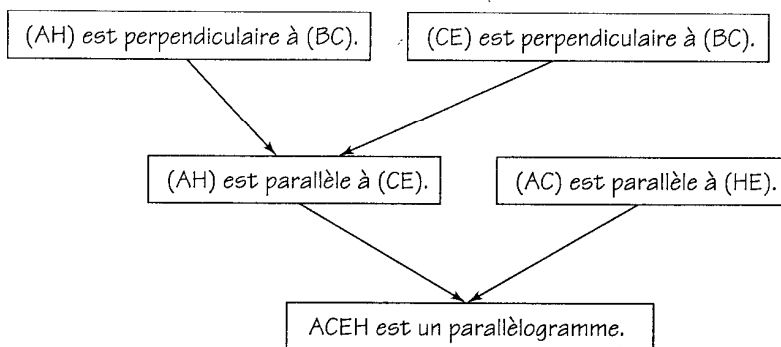 (AH) est perpendiculaire à (BC).
(CE) est perpendiculaire à (BC).
(AH) est parallèle à (CE).
(AC) est parallèle à (HE).
ACEH est un parallèlogramme.